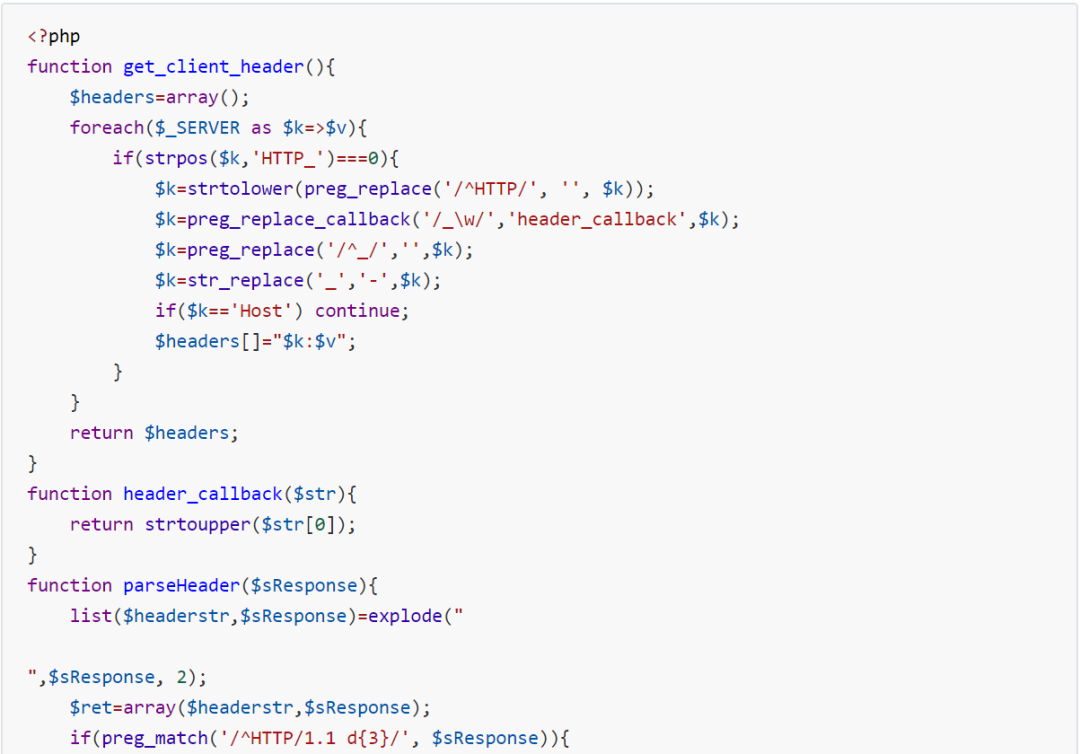 <?php
function get_client_header(){
    $headers=array();
    foreach($_SERVER as $k=>$v){
        if(strpos($k,'HTTP_')===0){
            $k=strtolower(preg_replace('/^HTTP/', '', $k));
            $k=preg_replace_callback('/_\w/','header_callback',$k);
            $k=preg_replace('/^_/','',$k);
            $k=str_replace('_','-',$k);
            if($k=='Host') continue;
            $headers[]="$k:$v";
        }
    }
    return $headers;
}
function header_callback($str){
    return strtoupper($str[0]);
}
function parseHeader($sResponse){
    list($headerstr,$sResponse)=explode("

",$sResponse, 2);
    $ret=array($headerstr,$sResponse);
    if(preg_match('/^HTTP/1.1 d{3}/', $sResponse)){